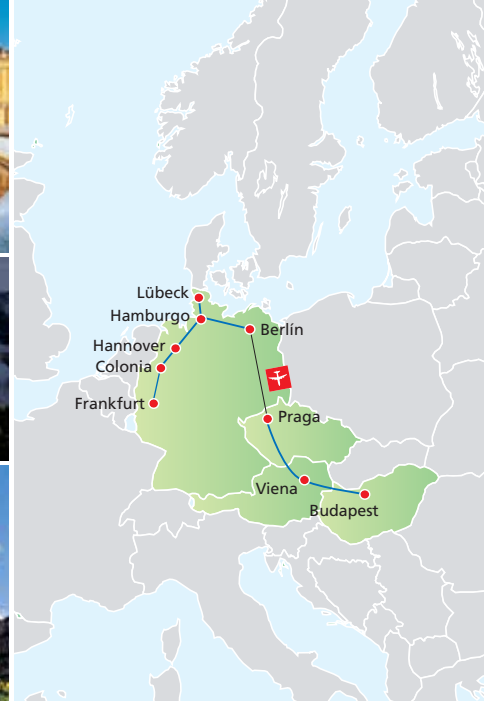 Lübeck
Hamburgo
Berlín
Hannover
Colonia
Frankfurt
Praga
Viena
Budapest